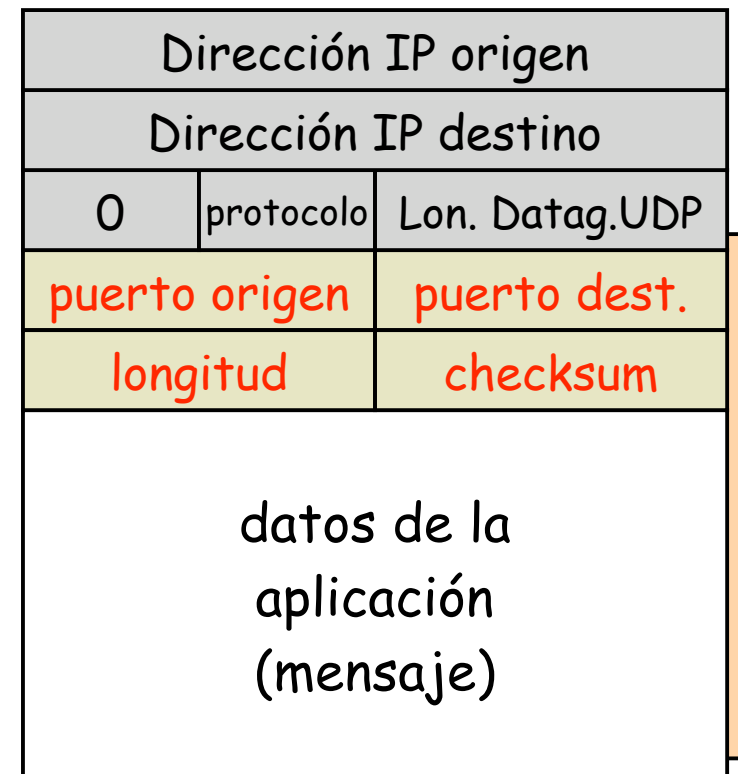 Dirección IP origen
Dirección IP destino
0 protocolo Lon. Datag.UDP
puerto origen puerto dest.
longitud checksum
datos de la
aplicación
(mensaje)